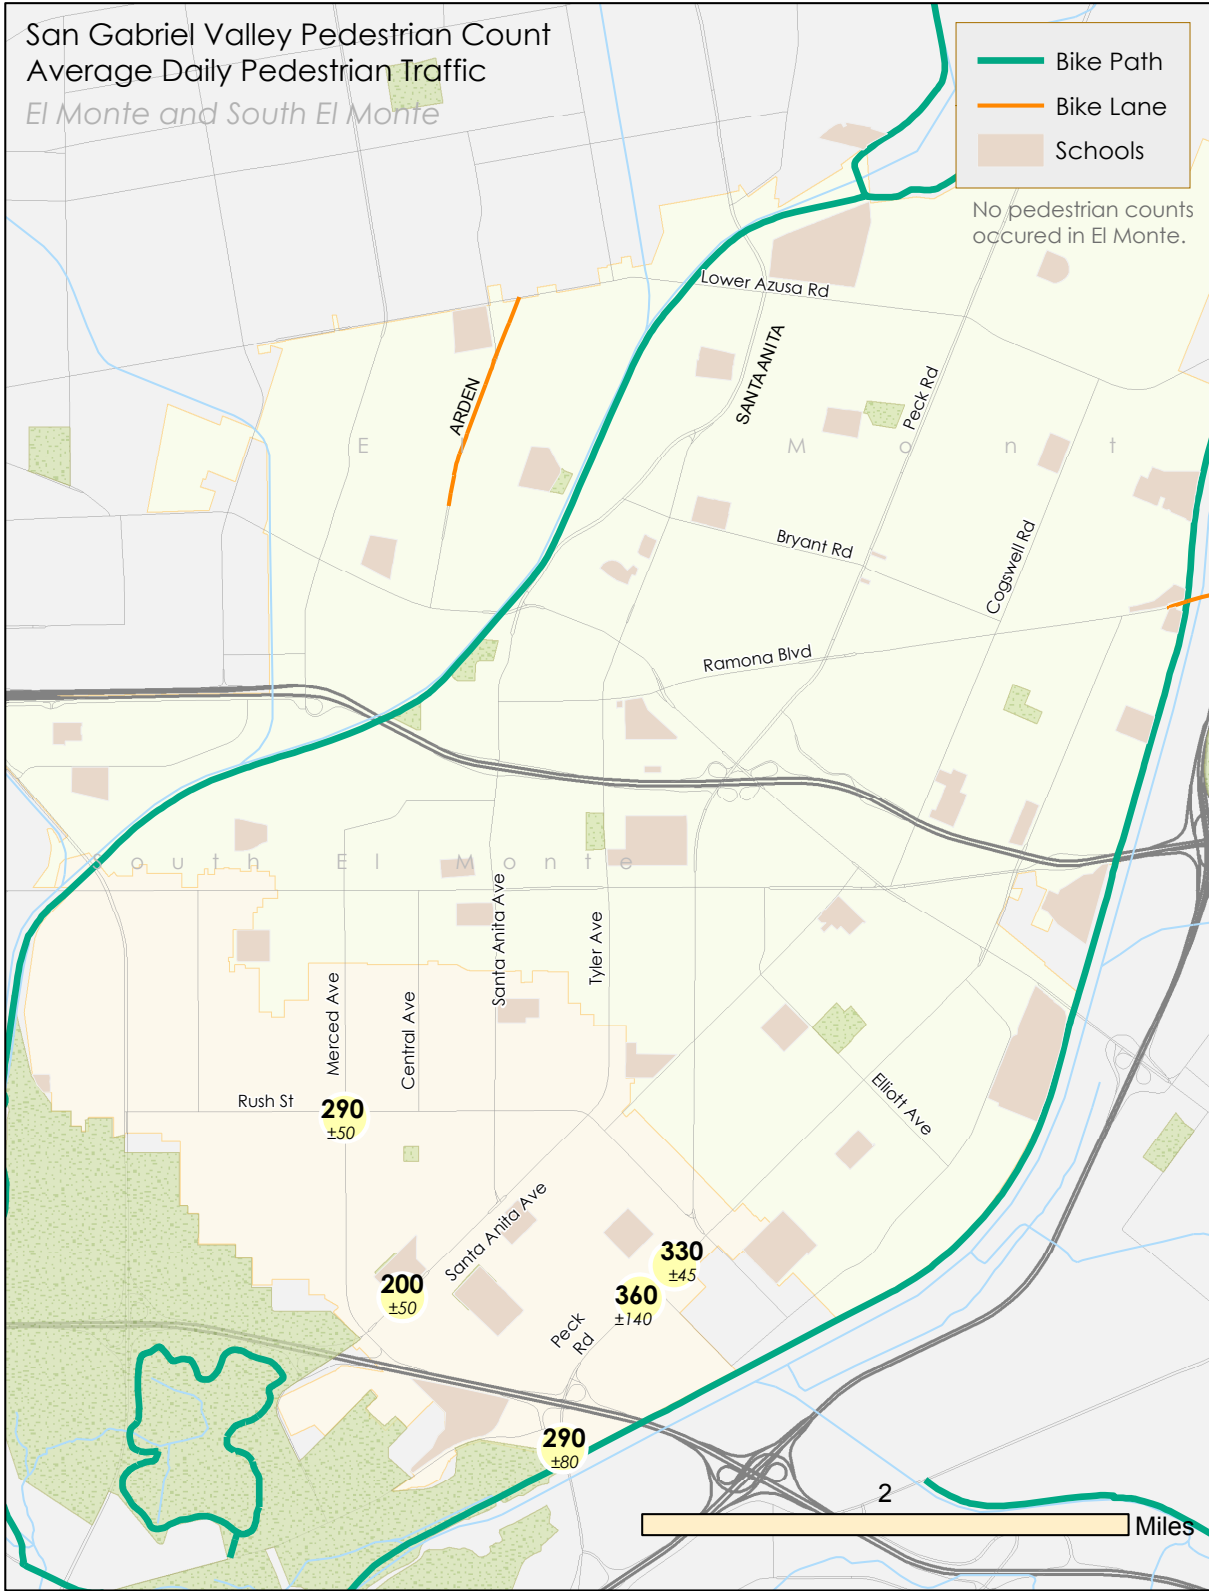 San Gabriel Valley Pedestrian Count
Average Daily Pedestrian Traffic
El Monte and South El Monte
Bike Path
Bike Lane
Schools
No pedestrian counts
occured in El Monte.
Lower Azusa Rd
SANTA ANITA
ARDEN
Peck Rd
E l M o n t
Bryant Rd
Cogswell Rd
Ramona Blvd
South El Monte
Santa Anita Ave
Tyler Ave
Merced Ave
Central Ave
Rush St
290
±50
Elliott Ave
Santa Anita Ave
200
±50
330
±45
360
±140
Peck
Rd
290
±80
2
Miles